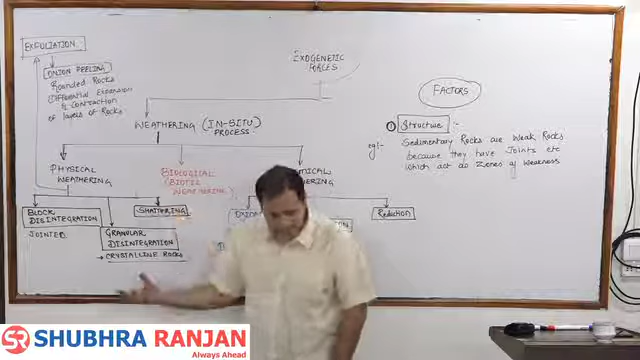 EXFOLIATION
ONION PEELING
ROUNDED ROCKS
DIFFERENTIAL EXPANSION
& CONTRACTION
OF LAYERS OF ROCKS
EXOGENETIC
FORCES
WEATHERING (IN-SITU)
PROCESS
PHYSICAL
WEATHERING
BIOLOGICAL
(BIOTIC
WEATHERING)
BLOCK DISINTEGRATION
JOINTED
GRANULAR
DISINTEGRATION
→ CRYSTALLINE ROCKS
SHATTERING
REDUCTION
FACTORS
① Structure :-
eg:- Sedimentary Rocks are Weak Rocks
because they have Joints etc
Which act as Zones of Weakness
SR SHUBHRA RANJAN
Always Ahead